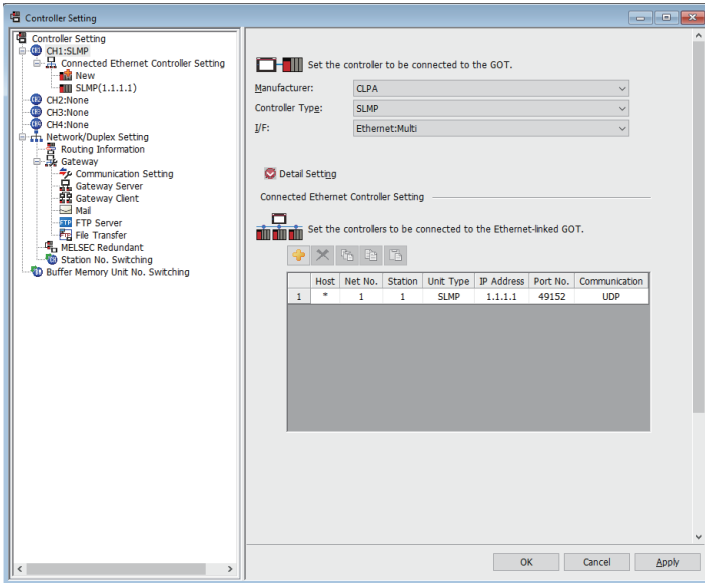 Controller Setting
Controller Setting
CH1:SLMP
Connected Ethernet Controller Setting
New
SLMP(1.1.1.1)
CH2:None
CH3:None
CH4:None
Network/Duplex Setting
Routing Information
Gateway
Communication Setting
Gateway Server
Gateway Client
Mail
FTP Server
File Transfer
MELSEC Redundant
Station No. Switching
Buffer Memory Unit No. Switching
Set the controller to be connected to the GOT.
Manufacturer: CLPA
Controller Type: SLMP
I/F: Ethernet:Multi
Detail Setting
Connected Ethernet Controller Setting
Set the controllers to be connected to the Ethernet-linked GOT.
Host Net No. Station Unit Type IP Address Port No. Communication
1 * 1 1 SLMP 1.1.1.1 49152 UDP
OK Cancel Apply